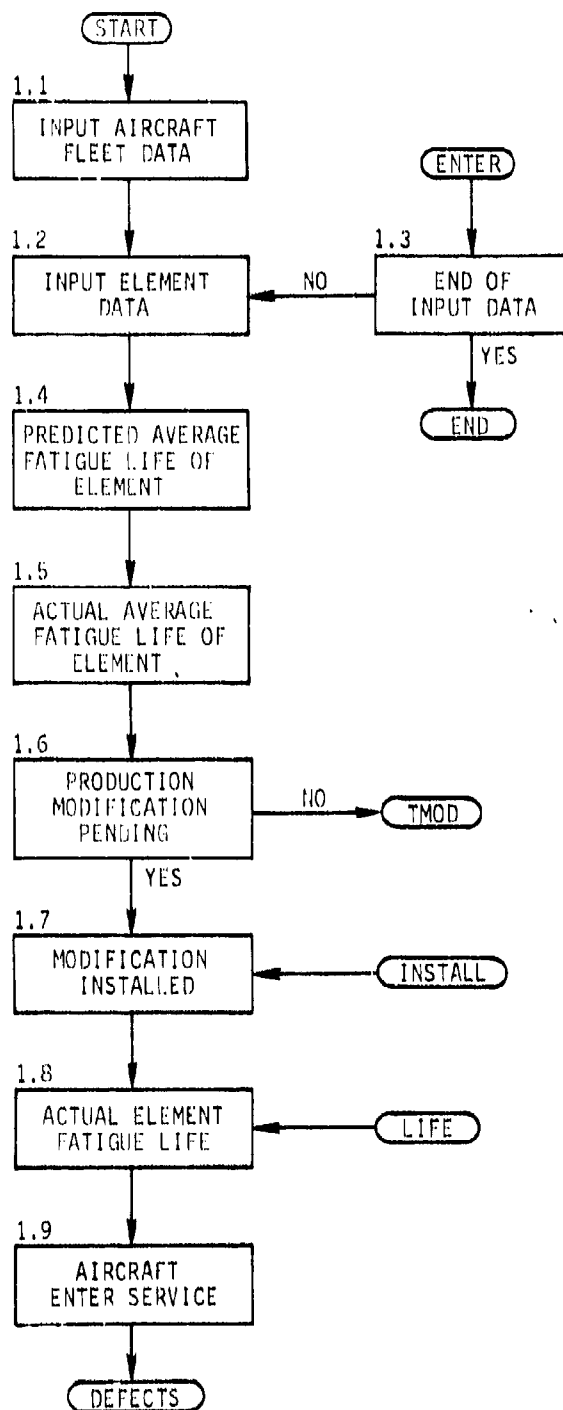 START
1.1
INPUT AIRCRAFT
FLEET DATA
ENTER
1.2
INPUT ELEMENT
DATA
NO
1.3
END OF
INPUT DATA
YES
END
1.4
PREDICTED AVERAGE
FATIGUE LIFE OF
ELEMENT
1.5
ACTUAL AVERAGE
FATIGUE LIFE OF
ELEMENT
1.6
PRODUCTION
MODIFICATION
PENDING
NO
TMOD
YES
1.7
MODIFICATION
INSTALLED
INSTALL
1.8
ACTUAL ELEMENT
FATIGUE LIFE
LIFE
1.9
AIRCRAFT
ENTER SERVICE
DEFECTS